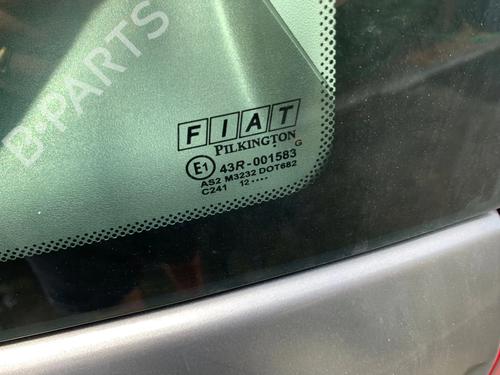 B-PARTS
FIAT
PILKINGTON
G
E1 43R-001583
AS2 M3232 DOT682
C241 12....